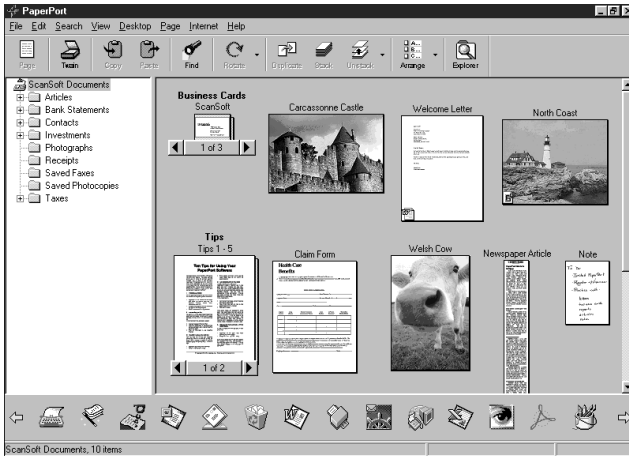 PaperPort
File Edit Search View Desktop Page Internet Help
Page Twain Copy Paste Find Rotate Duplicate Stack Unstack Arrange Explorer
ScanSoft Documents
Articles
Bank Statements
Contacts
Investments
Photographs
Receipts
Saved Faxes
Saved Photocopies
Taxes
Business Cards
ScanSoft
1 of 3
Carcassonne Castle
Welcome Letter
North Coast
Tips
Tips 1 - 5
Ten Tips for Using Your
PaperPort Software
1 of 2
Claim Form
Health Care
Benefits
Welsh Cow
Newspaper Article
Note
To Do
ScanSoft Documents, 10 items